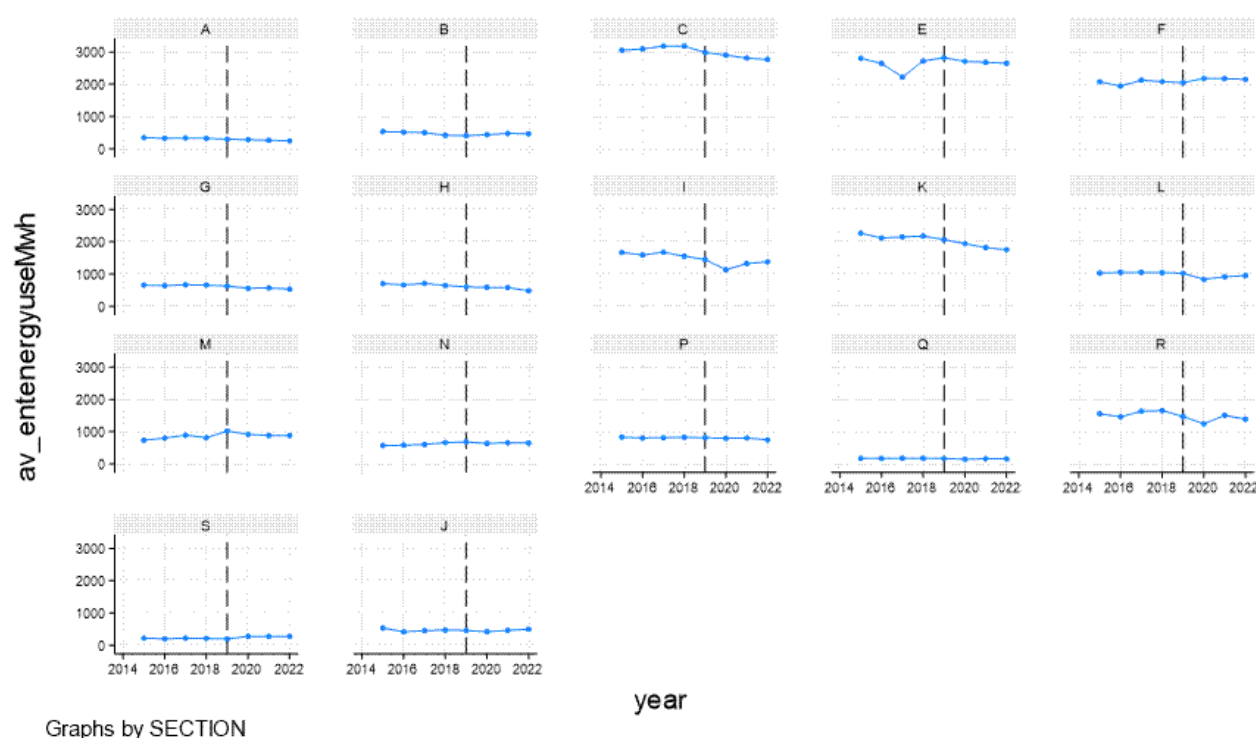 A B C E F
3000
2000
1000
0
G H I K L
3000
2000
1000
0
M N P Q R
3000
2000
1000
0
2014 2016 2018 2020 2022 2014 2016 2018 2020 2022 2014 2016 2018 2020 2022
S J
3000
2000
1000
0
2014 2016 2018 2020 2022 2014 2016 2018 2020 2022
av_entenergyuseMwh
year
Graphs by SECTION